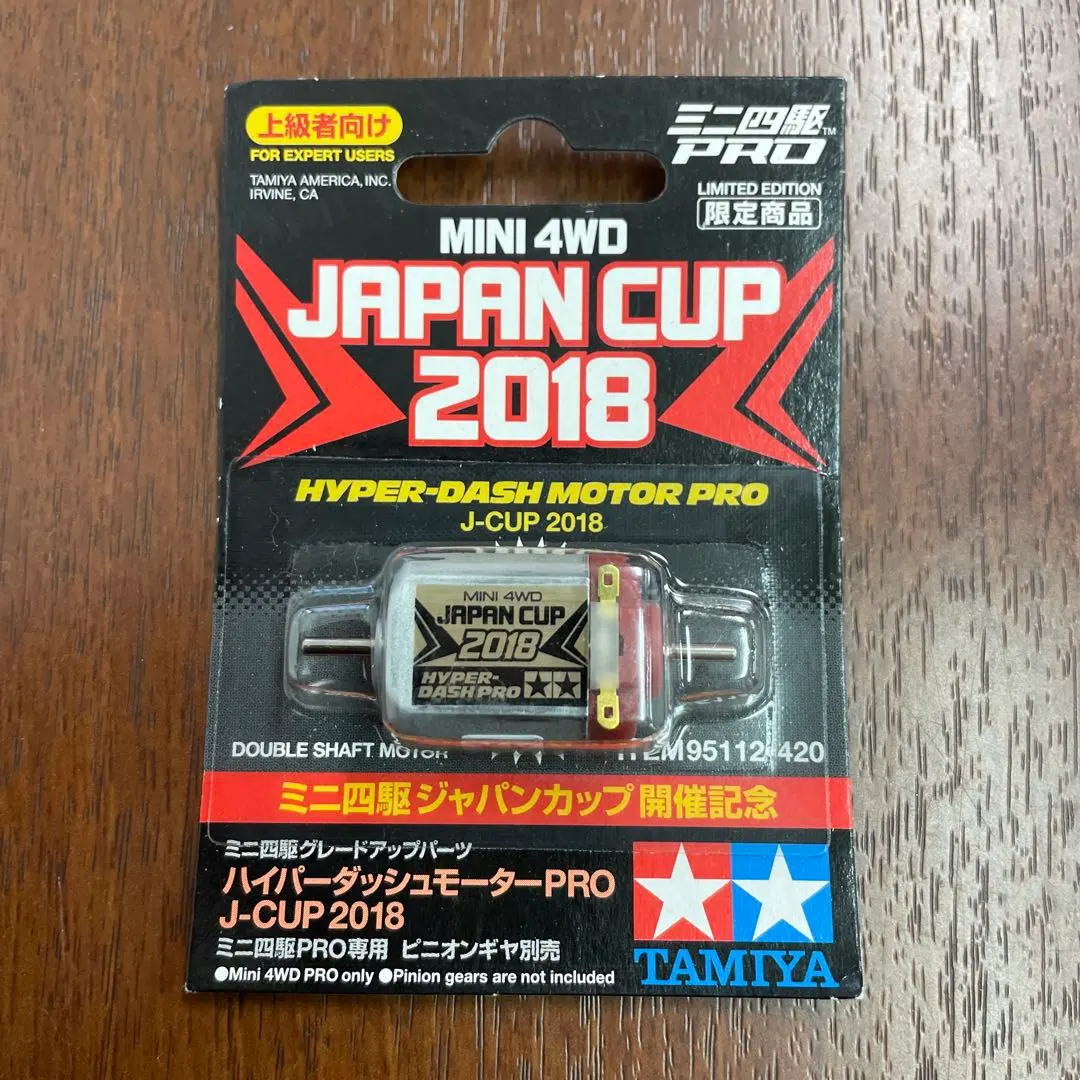 上級者向け
FOR EXPERT USERS
TAMIYA AMERICA, INC.
IRVINE, CA
ミニ四駆™
PRO
LIMITED EDITION
限定商品
MINI 4WD
JAPAN CUP
2018
HYPER-DASH MOTOR PRO
J-CUP 2018
MINI 4WD
JAPAN CUP
2018
HYPER-
DASH PRO
DOUBLE SHAFT MOTOR
ITEM95112 420
ミニ四駆 ジャパンカップ 開催記念
ミニ四駆グレードアップパーツ
ハイパーダッシュモーターPRO
J-CUP 2018
ミニ四駆PRO専用 ピニオンギヤ別売
●Mini 4WD PRO only ●Pinion gears are not included
TAMIYA